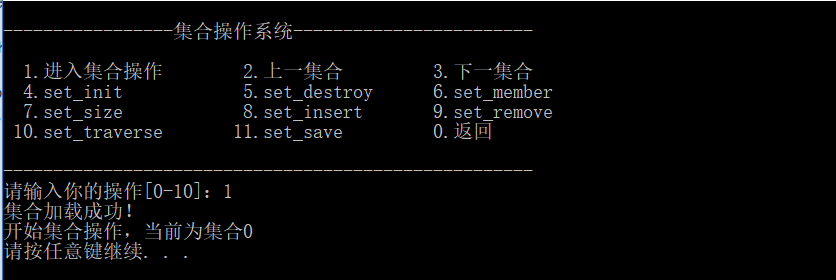 -----------------集合操作系统------------------------
1.进入集合操作 2.上一集合 3.下一集合
4.set_init 5.set_destroy 6.set_member
7.set_size 8.set_insert 9.set_remove
10.set_traverse 11.set_save 0.返回
-----------------------------------------------------
请输入你的操作[0-10]: 1
集合加载成功!
开始集合操作，当前为集合0
请按任意键继续. . .